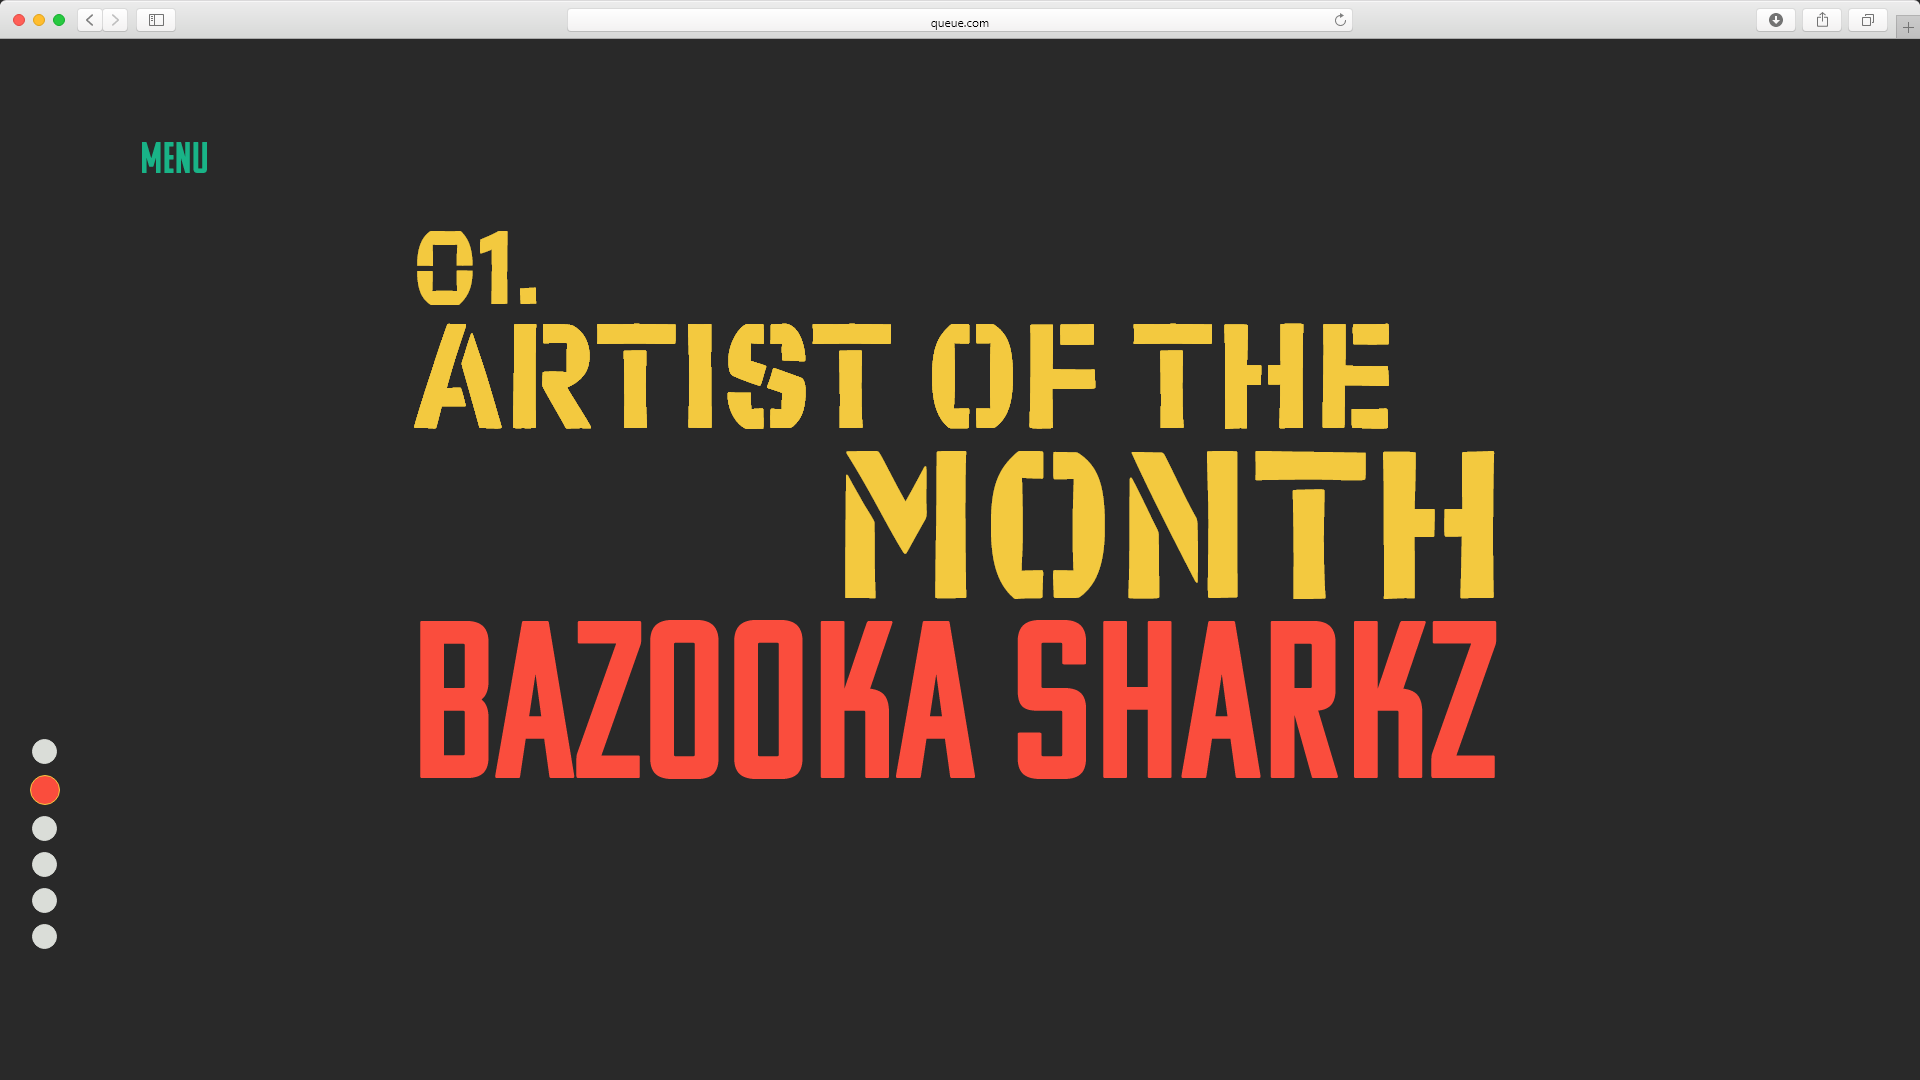 queue.com
MENU
01.
ARTIST OF THE
MONTH
BAZOOKA SHARKZ